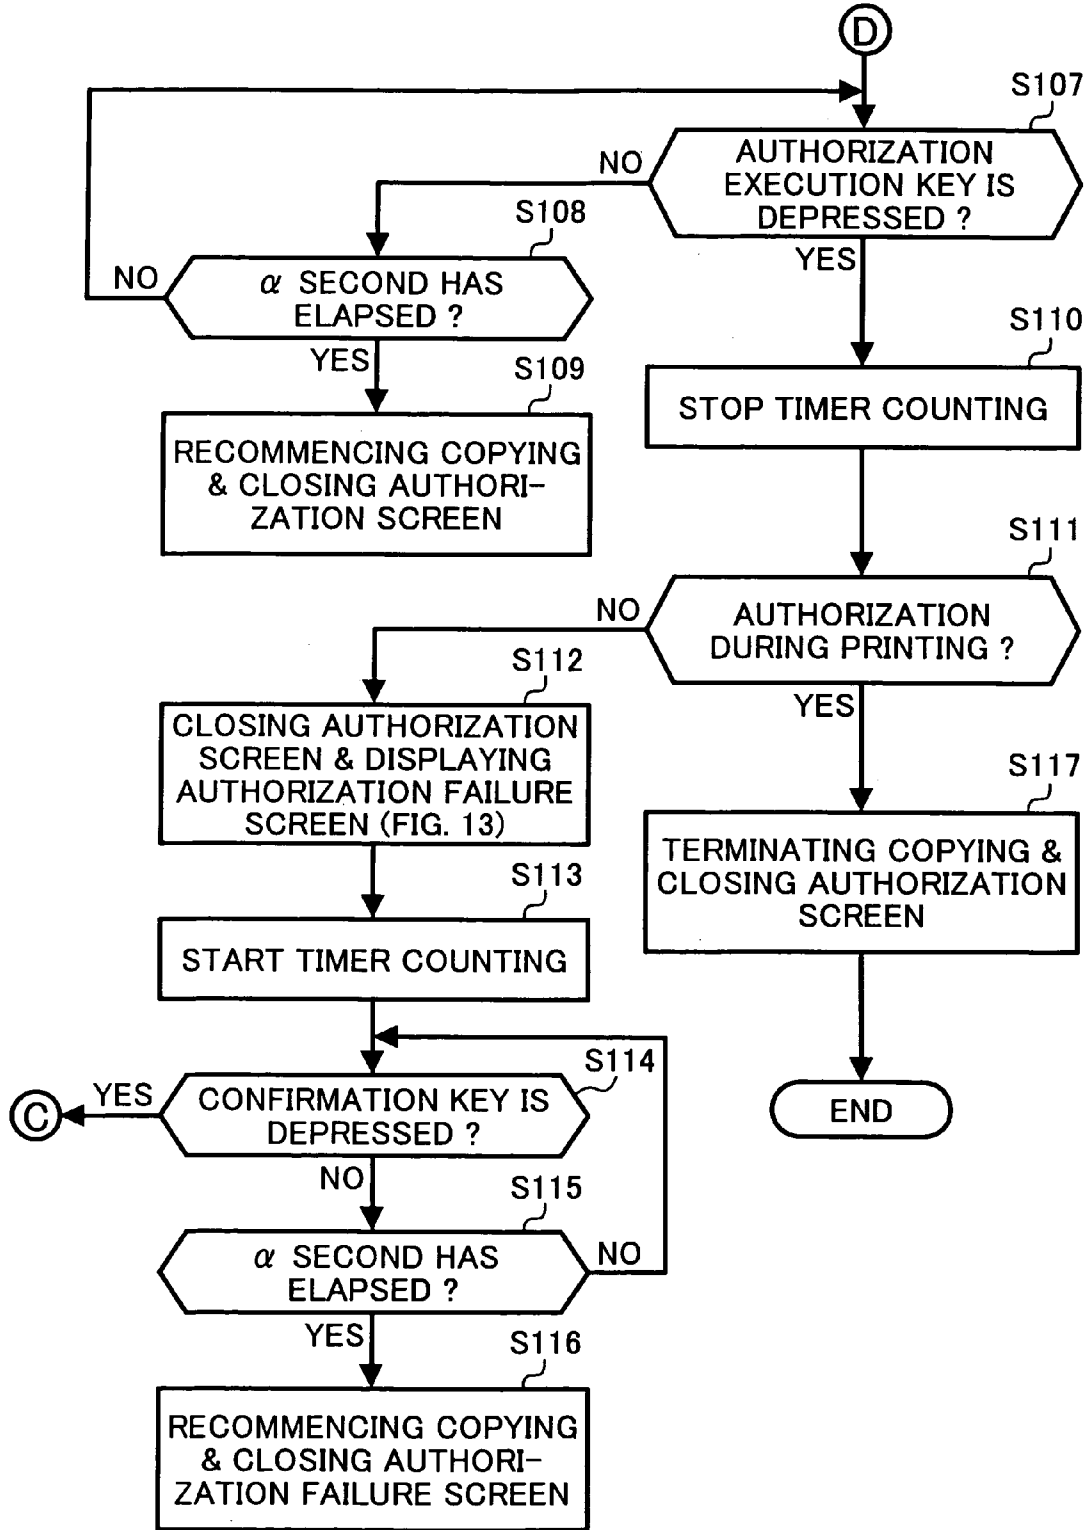 D
S107
AUTHORIZATION
EXECUTION KEY IS
DEPRESSED ?
NO
YES
S108
α SECOND HAS
ELAPSED ?
NO
YES
S109
RECOMMENCING COPYING
& CLOSING AUTHORI-
ZATION SCREEN
S110
STOP TIMER COUNTING
S111
AUTHORIZATION
DURING PRINTING ?
NO
YES
S112
CLOSING AUTHORIZATION
SCREEN & DISPLAYING
AUTHORIZATION FAILURE
SCREEN (FIG. 13)
S117
TERMINATING COPYING &
CLOSING AUTHORIZATION
SCREEN
S113
START TIMER COUNTING
S114
CONFIRMATION KEY IS
DEPRESSED ?
YES
C
NO
END
S115
α SECOND HAS
ELAPSED ?
NO
YES
S116
RECOMMENCING COPYING
& CLOSING AUTHORI-
ZATION FAILURE SCREEN